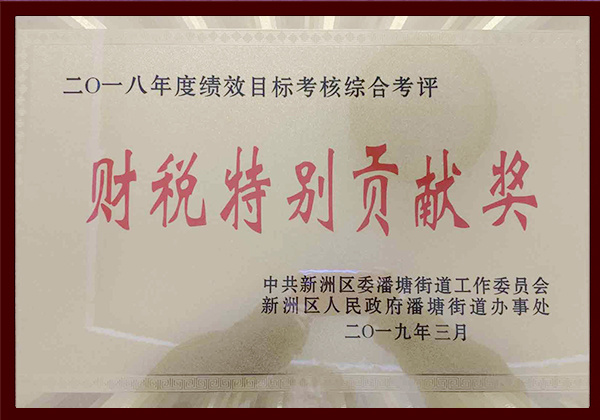 二〇一八年度绩效目标考核综合考评
财税特别贡献奖
中共新洲区委潘塘街道工作委员会
新洲区人民政府潘塘街道办事处
二〇一九年三月